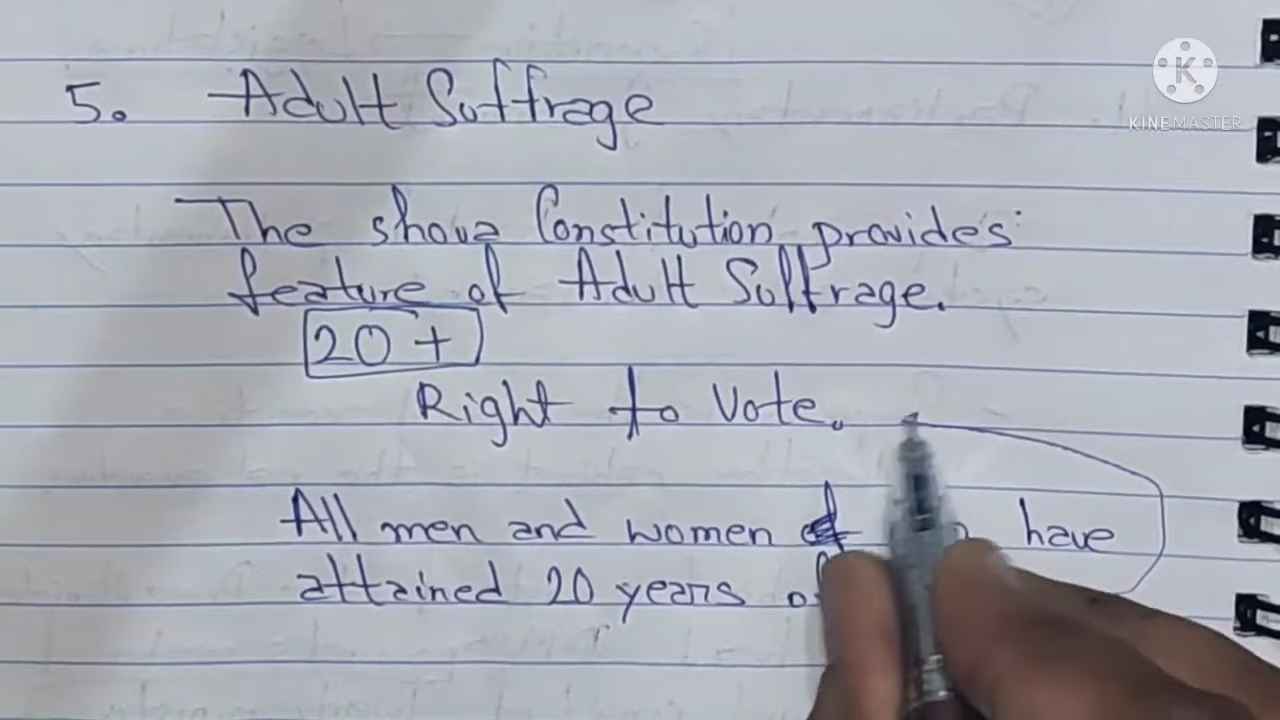 5. Adult Suffrage
The showa Constitution provides
feature of Adult Suffrage.
20 +
Right to vote.
All men and women have
attained 20 years
KINEMASTER